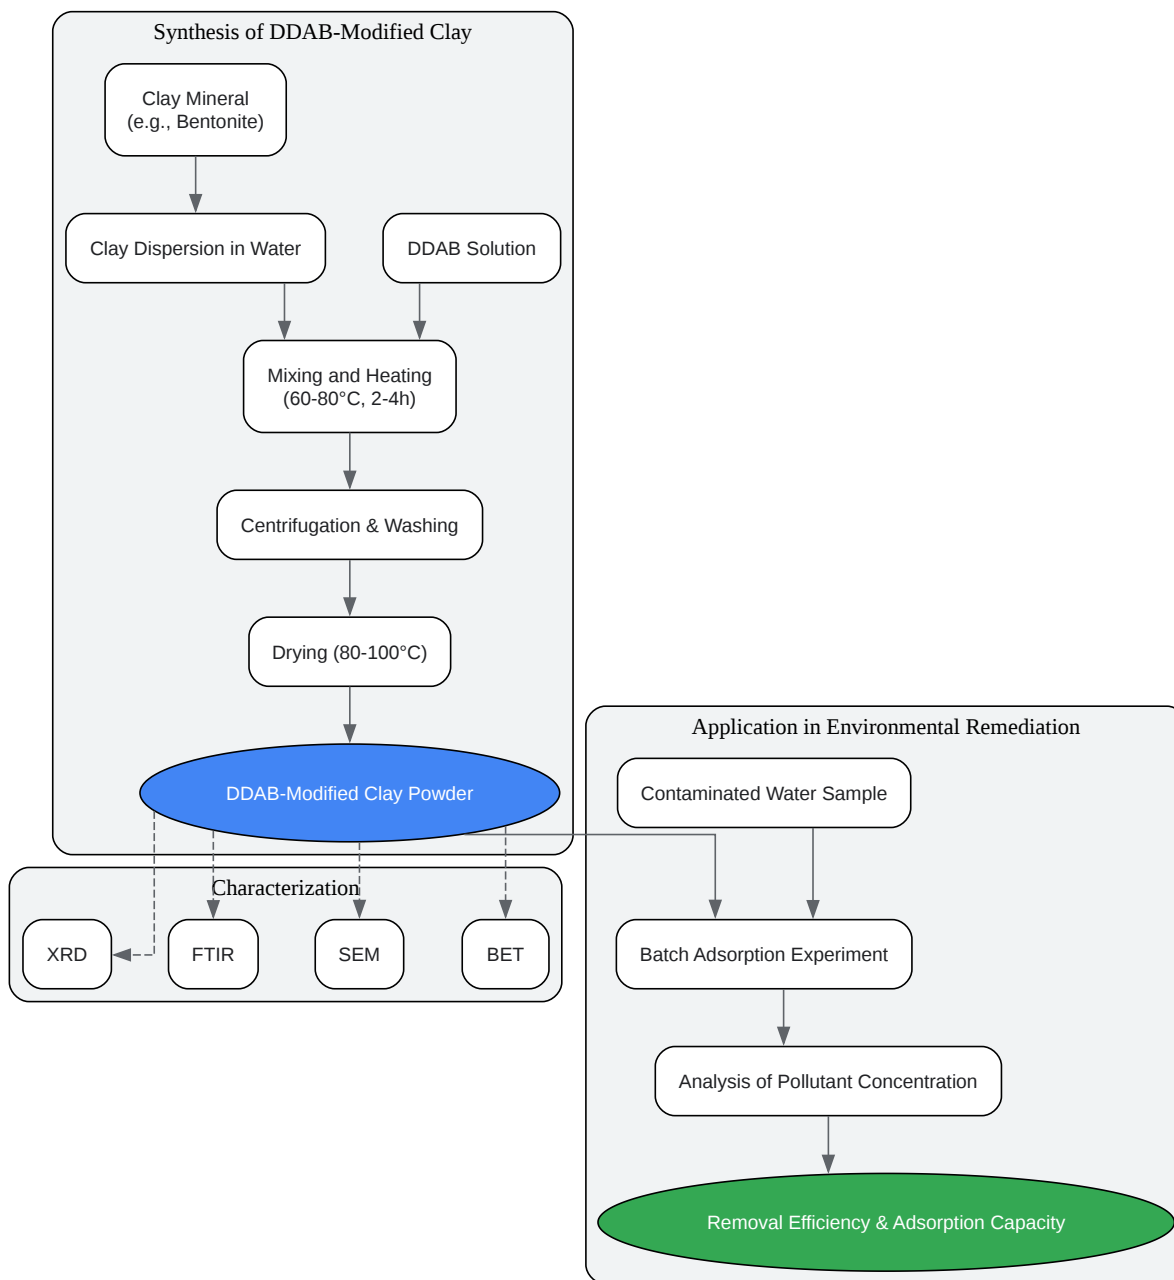 Synthesis of DDAB-Modified Clay
Clay Mineral
(e.g., Bentonite)
Clay Dispersion in Water
DDAB Solution
Mixing and Heating
(60-80°C, 2-4h)
Centrifugation & Washing
Drying (80-100°C)
DDAB-Modified Clay Powder
Characterization
XRD
FTIR
SEM
BET
Application in Environmental Remediation
Contaminated Water Sample
Batch Adsorption Experiment
Analysis of Pollutant Concentration
Removal Efficiency & Adsorption Capacity